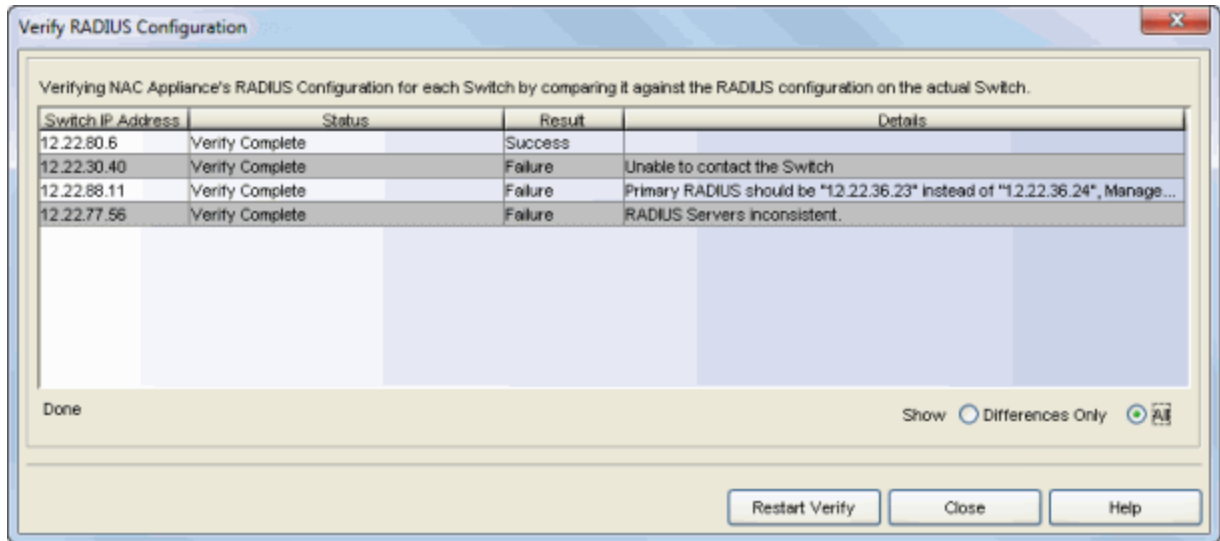 Verify RADIUS Configuration
Verifying NAC Appliance's RADIUS Configuration for each Switch by comparing it against the RADIUS configuration on the actual Switch.
Switch IP Address Status Result Details
12.22.80.6 Verify Complete Success
12.22.30.40 Verify Complete Failure Unable to contact the Switch
12.22.88.11 Verify Complete Failure Primary RADIUS should be "12.22.36.23" instead of "12.22.36.24", Manage...
12.22.77.56 Verify Complete Failure RADIUS Servers inconsistent.
Done Show Differences Only All
Restart Verify Close Help